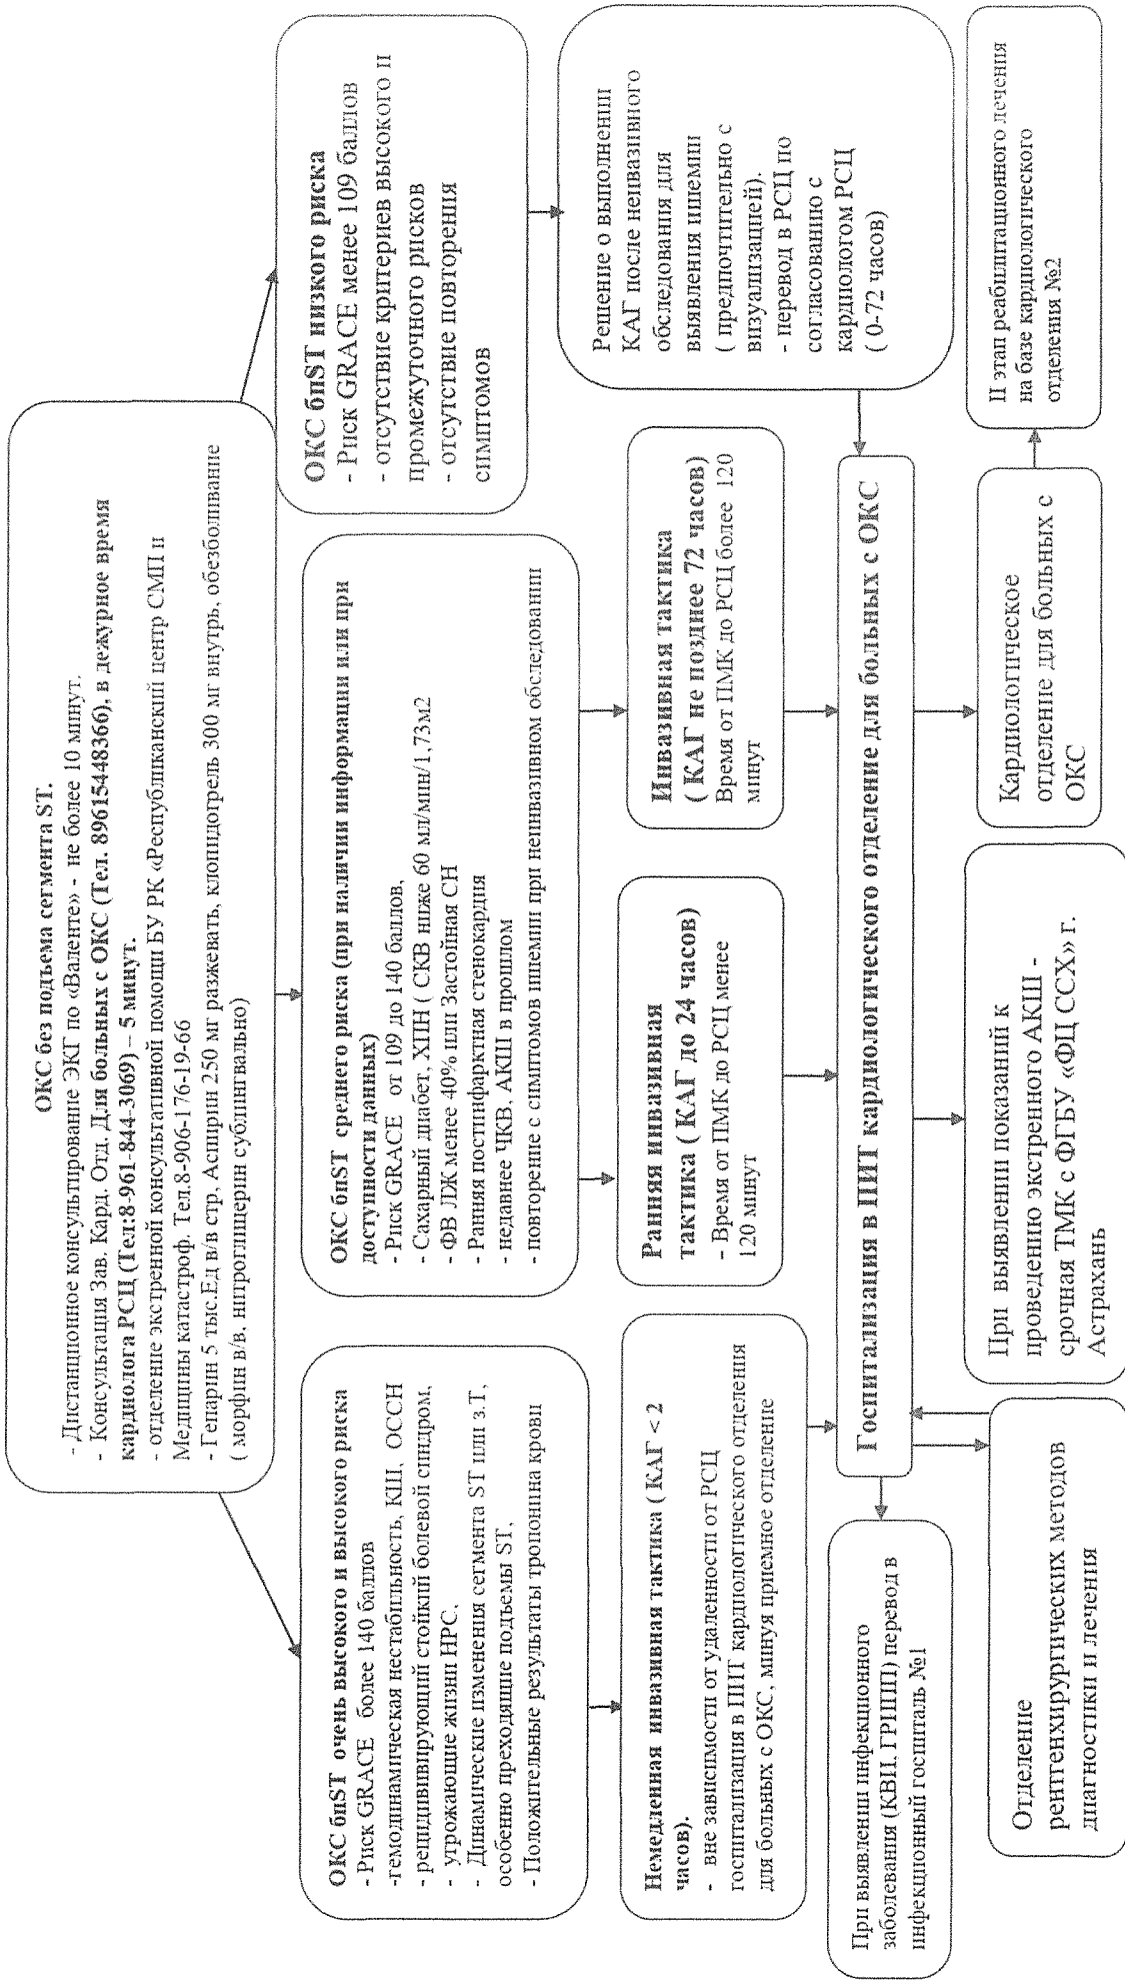 ОКС без подъема сегмента ST.
- Дистанционное консультирование ЭКГ по «Валенте» - не более 10 минут.
- Консультация Зав. Кард. Отд. Для больных с ОКС (Тел. 89615448366), в дежурное время
кардиолога РСЦ (Тел:8-961-844-3069) – 5 минут.
- отделение экстренной консультативной помощи БУ РК «Республиканский центр СМП и
Медицины катастроф. Тел.8-906-176-19-66
- Гепарин 5 тыс.Ед в/в стр, Аспирин 250 мг разжевать, клопидогрель 300 мг внутрь, обезболивание
( морфин в/в, нитроглицерин сублингвально)
ОКС бпST очень высокого и высокого риска
- Риск GRACE более 140 баллов
-гемодинамическая нестабильность, КШ, ОССН
- рецидивирующий стойкий болевой синдром,
- угрожающие жизни НРС,
- Динамические изменения сегмента ST или з.Т,
особенно преходящие подъемы ST,
- Положительные результаты тропонина крови
ОКС бпST среднего риска (при наличии информации или при
доступности данных)
- Риск GRACE от 109 до 140 баллов,
- Сахарный диабет, ХПН ( СКВ ниже 60 мл/мин/1,73м2
- ФВ ЛЖ менее 40% или Застойная СН
- Ранняя постинфарктная стенокардия
- недавнее ЧКВ, АКШ в прошлом
- повторение с симптомов ишемии при неинвазивном обследовании
ОКС бпST низкого риска
- Риск GRACE менее 109 баллов
- отсутствие критериев высокого и
промежуточного рисков
- отсутствие повторения
симптомов
Немедленная инвазивная тактика ( КАГ < 2
часов).
- вне зависимости от удаленности от РСЦ
госпитализация в ПИТ кардиологического отделения
для больных с ОКС, минуя приемное отделение
Ранняя инвазивная
тактика ( КАГ до 24 часов)
- Время от ПМК до РСЦ менее
120 минут
Инвазивная тактика
( КАГ не позднее 72 часов)
Время от ПМК до РСЦ более 120
минут
Решение о выполнении
КАГ после неинвазивного
обследования для
выявления ишемии
( предпочтительно с
визуализацией).
- перевод в РСЦ по
согласованию с
кардиологом РСЦ
( 0-72 часов)
Госпитализация в ПИТ кардиологического отделение для больных с ОКС
При выявлении инфекционного
заболевания (КВИ, ГРИПП) перевод в
инфекционный госпиталь №1
Отделение
рентенхирургических методов
диагностики и лечения
При выявлении показаний к
проведению экстренного АКШ -
срочная ТМК с ФГБУ «ФЦ ССХ» г.
Астрахань
Кардиологическое
отделение для больных с
ОКС
II этап реабилитационного лечения
на базе кардиологического
отделения №2